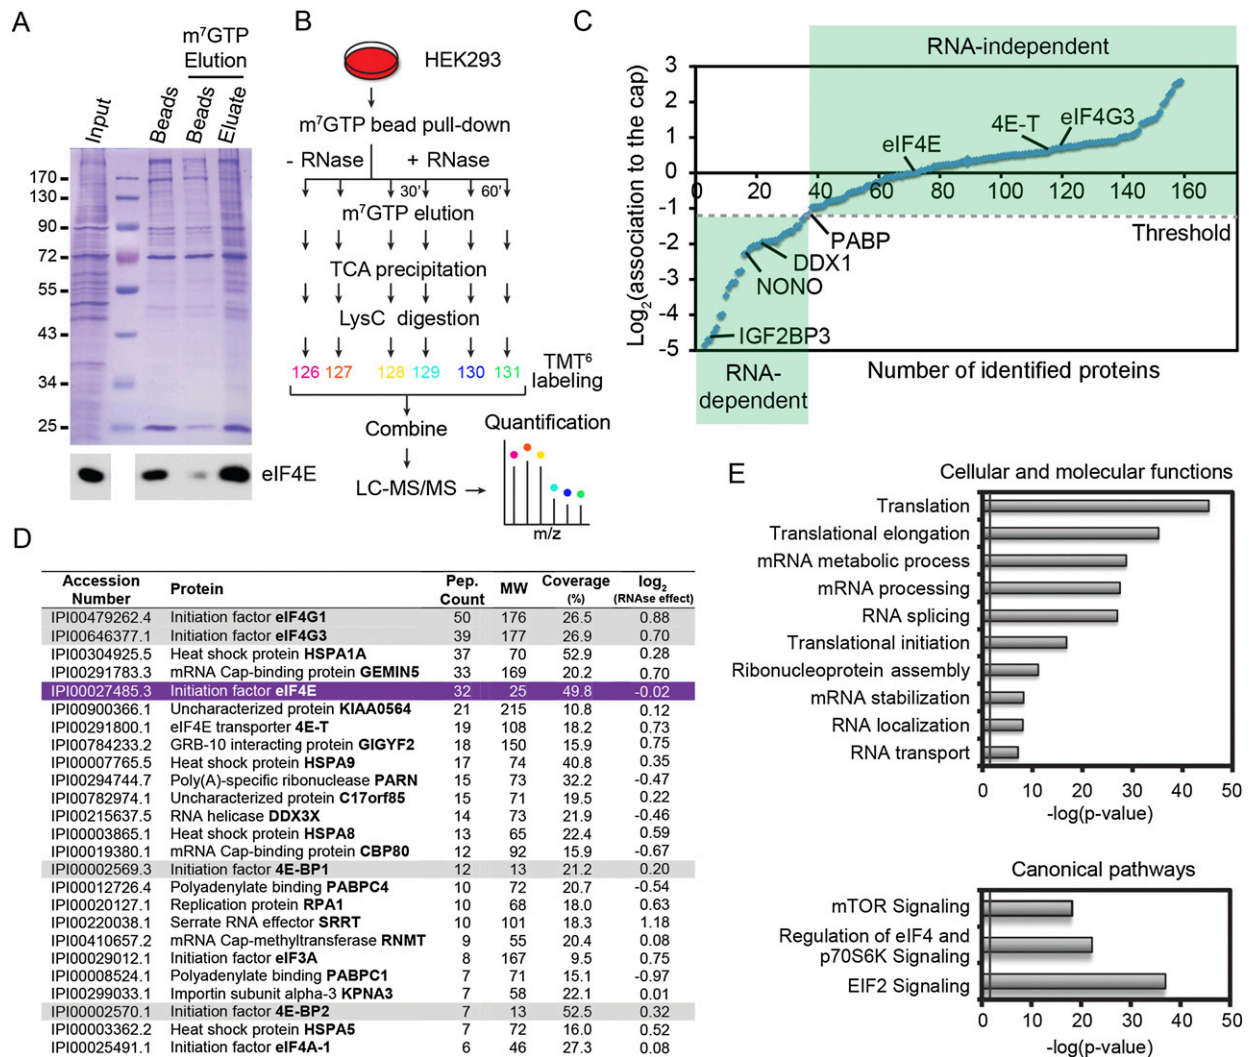 A
m7GTP
Elution
Input
Beads
Beads
Eluate
170
130
90
72
55
43
34
25
eIF4E
B
HEK293
m7GTP bead pull-down
- RNase + RNase
30' 60'
m7GTP elution
TCA precipitation
LysC digestion
126 127 128 129 130 131
TMT6
labeling
Combine
Quantification
LC-MS/MS
m/z
C
RNA-independent
Log2(association to the cap)
3
2
1
0
-1
-2
-3
-4
-5
0 20 40 60 80 100 120 140 160
eIF4E
4E-T
eIF4G3
PABP
Threshold
DDX1
NONO
IGF2BP3
RNA-
dependent
Number of identified proteins
D
Accession Number Protein Pep. Count MW Coverage (%) log2 (RNAse effect)
IPI00479262.4 Initiation factor eIF4G1 50 176 26.5 0.88
IPI00646377.1 Initiation factor eIF4G3 39 177 26.9 0.70
IPI00304925.5 Heat shock protein HSPA1A 37 70 52.9 0.28
IPI00291783.3 mRNA Cap-binding protein GEMIN5 33 169 20.2 0.70
IPI00027485.3 Initiation factor eIF4E 32 25 49.8 -0.02
IPI00900366.1 Uncharacterized protein KIAA0564 21 215 10.8 0.12
IPI00291800.1 eIF4E transporter 4E-T 19 108 18.2 0.73
IPI00784233.2 GRB-10 interacting protein GIGYF2 18 150 15.9 0.75
IPI00007765.5 Heat shock protein HSPA9 17 74 40.8 0.35
IPI00294744.7 Poly(A)-specific ribonuclease PARN 15 73 32.2 -0.47
IPI00782974.1 Uncharacterized protein C17orf85 15 71 19.5 0.22
IPI00215637.5 RNA helicase DDX3X 14 73 21.9 -0.46
IPI00003865.1 Heat shock protein HSPA8 13 65 22.4 0.59
IPI00019380.1 mRNA Cap-binding protein CBP80 12 92 15.9 -0.67
IPI00002569.3 Initiation factor 4E-BP1 12 13 21.2 0.20
IPI00012726.4 Polyadenylate binding PABPC4 10 72 20.7 -0.54
IPI00020127.1 Replication protein RPA1 10 68 18.0 0.63
IPI00220038.1 Serrate RNA effector SRRT 10 101 18.3 1.18
IPI00410657.2 mRNA Cap-methyltransferase RNMT 9 55 20.4 0.08
IPI00029012.1 Initiation factor eIF3A 8 167 9.5 0.75
IPI00008524.1 Polyadenylate binding PABPC1 7 71 15.1 -0.97
IPI00299033.1 Importin subunit alpha-3 KPNA3 7 58 22.1 0.01
IPI00002570.1 Initiation factor 4E-BP2 7 13 52.5 0.32
IPI00003362.2 Heat shock protein HSPA5 7 72 16.0 0.52
IPI00025491.1 Initiation factor eIF4A-1 6 46 27.3 0.08
E
Cellular and molecular functions
Translation
Translational elongation
mRNA metabolic process
mRNA processing
RNA splicing
Translational initiation
Ribonucleoprotein assembly
mRNA stabilization
RNA localization
RNA transport
0 10 20 30 40 50
-log(p-value)
Canonical pathways
mTOR Signaling
Regulation of eIF4 and
p70S6K Signaling
EIF2 Signaling
0 10 20 30 40 50
-log(p-value)